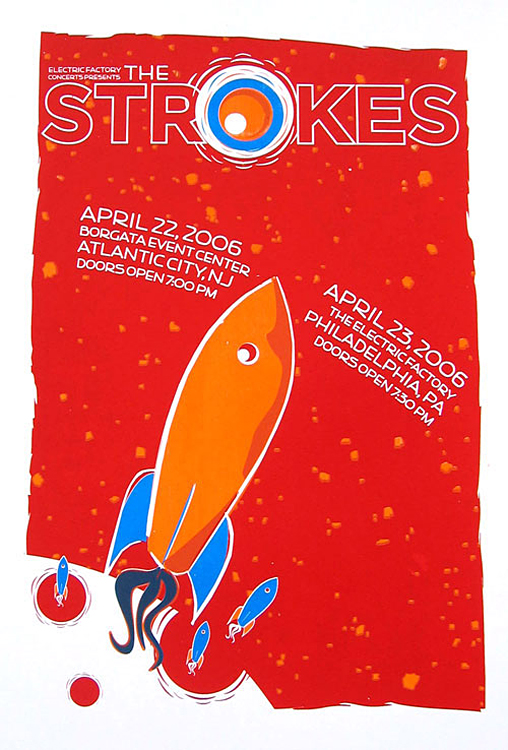 ELECTRIC FACTORY
CONCERTS PRESENTS
THE
STROKES
APRIL 22, 2006
BORGATA EVENT CENTER
ATLANTIC CITY, NJ
DOORS OPEN 7:00 PM
APRIL 23, 2006
THE ELECTRIC FACTORY
PHILADELPHIA, PA
DOORS OPEN 7:30 PM